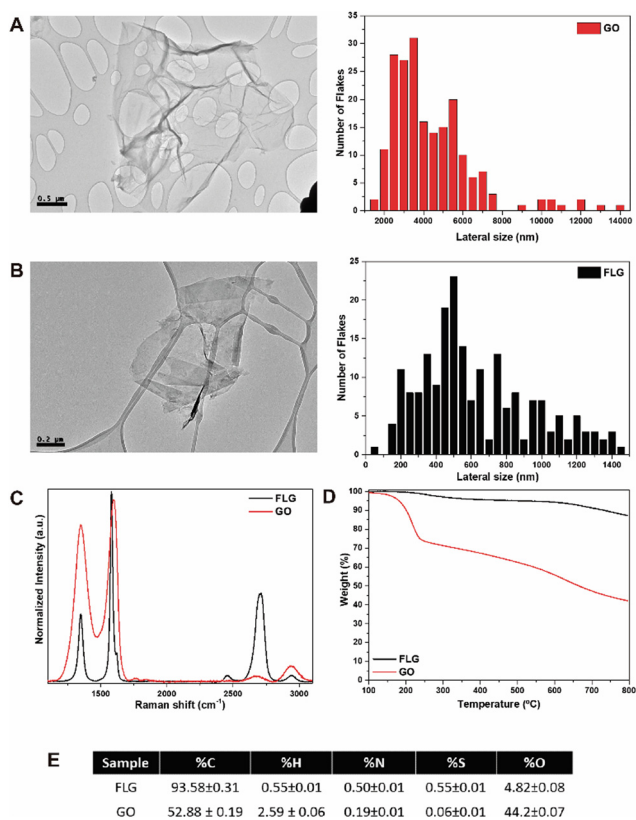 A
0.5 μm
Number of Flakes
35
30
25
20
15
10
5
0
GO
2000 4000 6000 8000 10000 12000 14000
Lateral size (nm)
B
0.2 μm
Number of Flakes
25
20
15
10
5
0
FLG
200 400 600 800 1000 1200 1400
Lateral size (nm)
C
Normalized Intensity (a.u.)
FLG
GO
1500 2000 2500 3000
Raman shift (cm-1)
D
Weight (%)
100
90
80
70
60
50
40
30
20
10
0
FLG
GO
100 200 300 400 500 600 700 800
Temperature (ºC)
E
Sample %C %H %N %S %O
FLG 93.58±0.31 0.55±0.01 0.50±0.01 0.55±0.01 4.82±0.08
GO 52.88 ± 0.19 2.59 ± 0.06 0.19±0.01 0.06±0.01 44.2±0.07